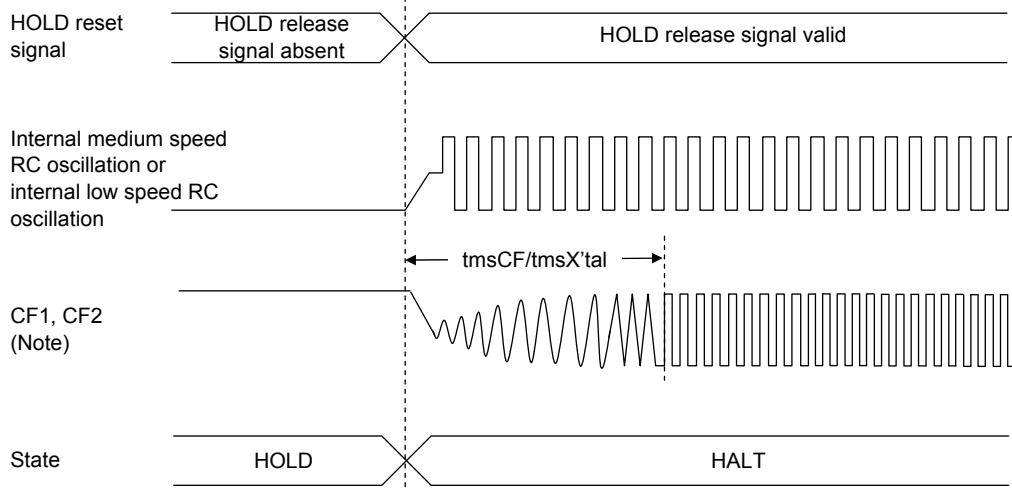 HOLD reset
signal
HOLD release
signal absent
HOLD release signal valid
Internal medium speed
RC oscillation or
internal low speed RC
oscillation
tmsCF/tmsX’tal
CF1, CF2
(Note)
State
HOLD
HALT